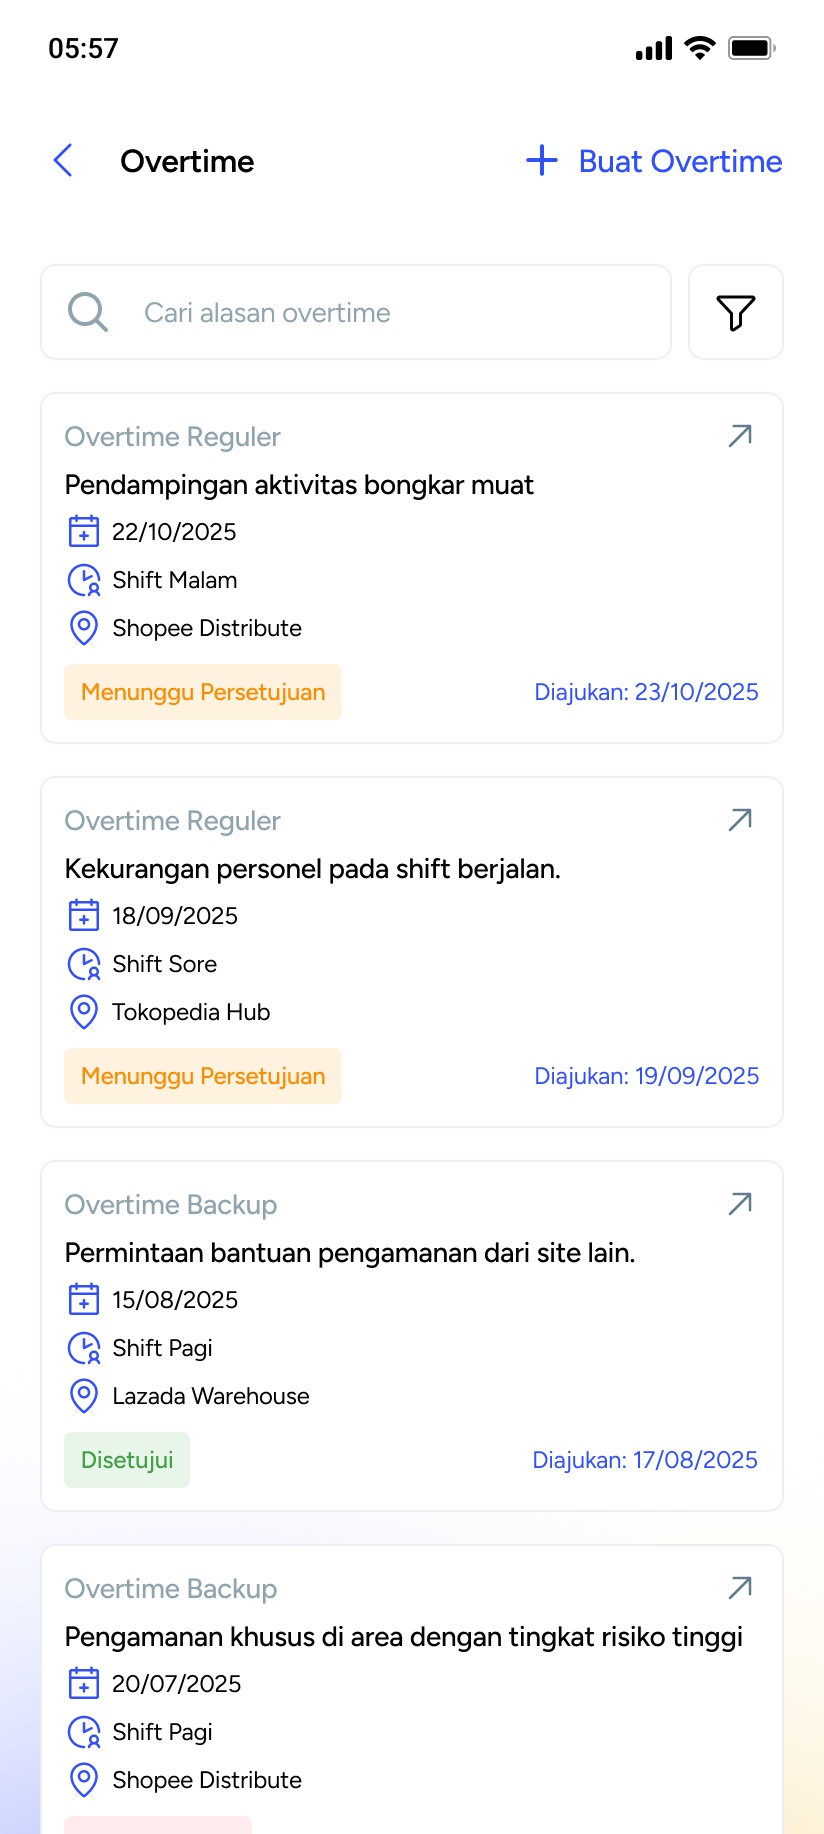 05:57
Overtime
Buat Overtime
Cari alasan overtime
Overtime Reguler
Pendampingan aktivitas bongkar muat
22/10/2025
Shift Malam
Shopee Distribute
Menunggu Persetujuan
Diajukan: 23/10/2025
Overtime Reguler
Kekurangan personel pada shift berjalan.
18/09/2025
Shift Sore
Tokopedia Hub
Menunggu Persetujuan
Diajukan: 19/09/2025
Overtime Backup
Permintaan bantuan pengamanan dari site lain.
15/08/2025
Shift Pagi
Lazada Warehouse
Disetujui
Diajukan: 17/08/2025
Overtime Backup
Pengamanan khusus di area dengan tingkat risiko tinggi
20/07/2025
Shift Pagi
Shopee Distribute